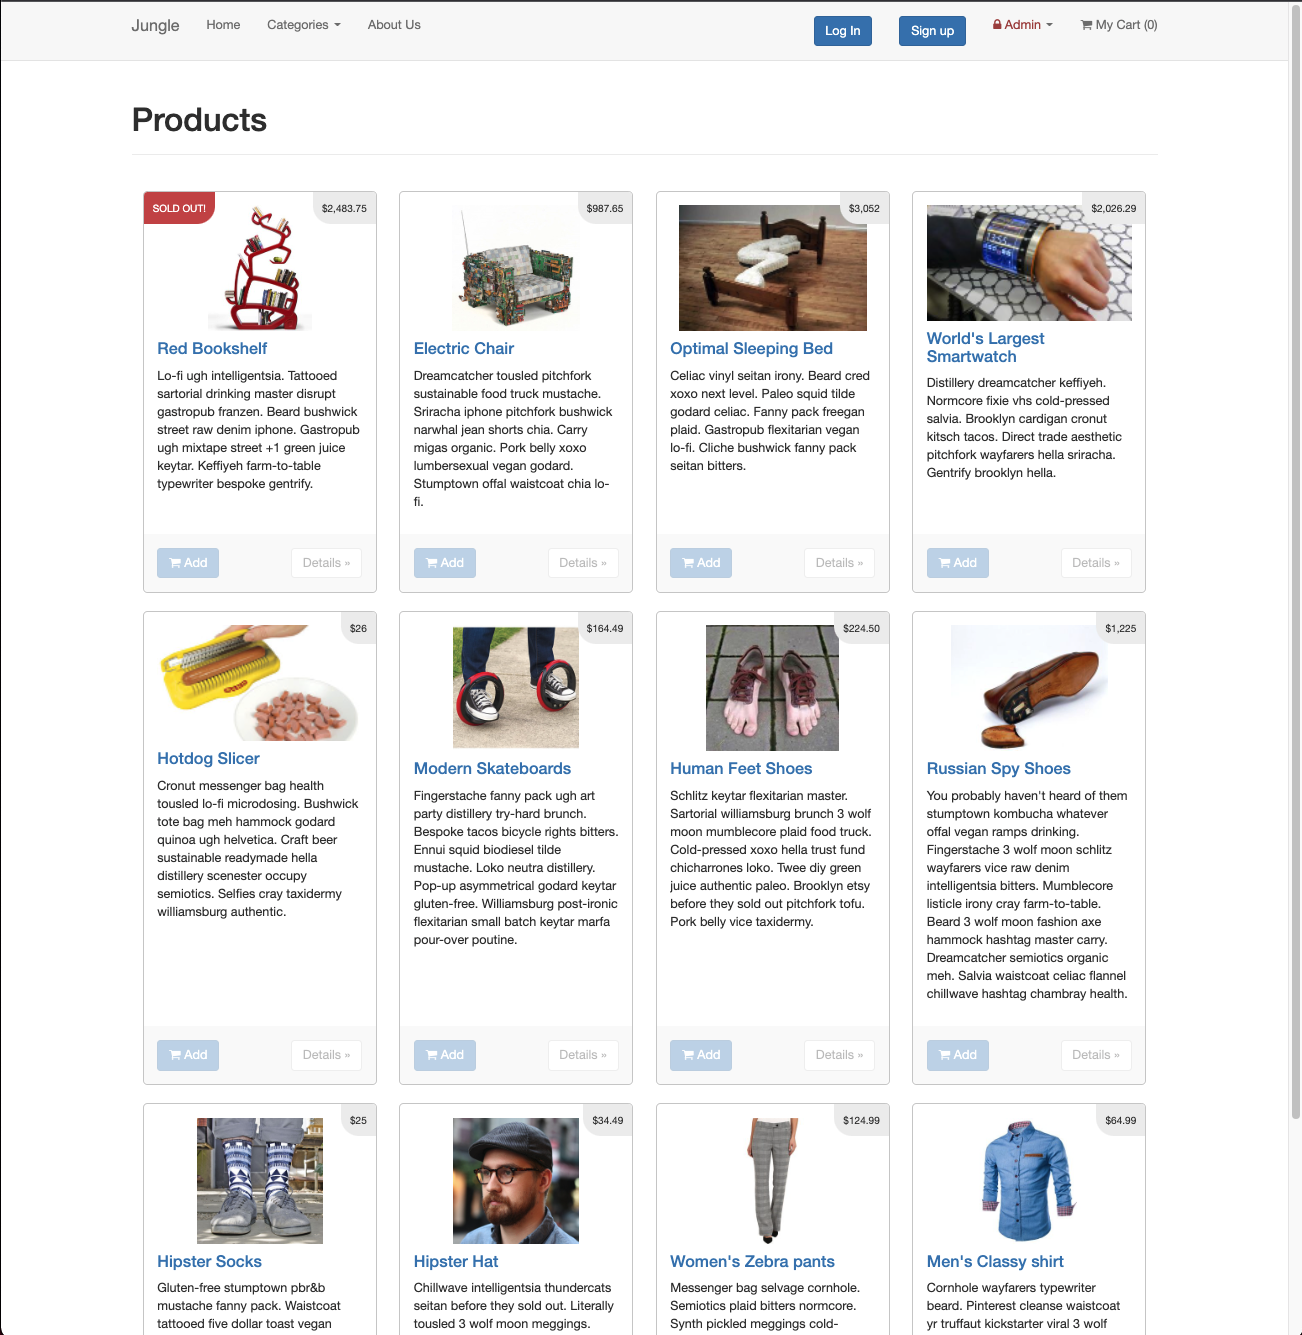 Jungle Home Categories About Us Log In Sign up Admin My Cart (0)
Products
SOLD OUT! $2,483.75
Red Bookshelf
Lo-fi ugh intelligentsia. Tattooed
sartorial drinking master disrupt
gastropub franzen. Beard bushwick
street raw denim iphone. Gastropub
ugh mixtape street +1 green juice
keytar. Keffiyeh farm-to-table
typewriter bespoke gentrify.
Add Details »
$987.65
Electric Chair
Dreamcatcher tousled pitchfork
sustainable food truck mustache.
Sriracha iphone pitchfork bushwick
narwhal jean shorts chia. Carry
migas organic. Pork belly xoxo
lumbersexual vegan godard.
Stumptown offal waistcoat chia lo-
fi.
Add Details »
$3,052
Optimal Sleeping Bed
Celiac vinyl seitan irony. Beard cred
xoxo next level. Paleo squid tilde
godard celiac. Fanny pack freegan
plaid. Gastropub flexitarian vegan
lo-fi. Cliche bushwick fanny pack
seitan bitters.
Add Details »
$2,026.29
World's Largest
Smartwatch
Distillery dreamcatcher keffiyeh.
Normcore fixie vhs cold-pressed
salvia. Brooklyn cardigan cronut
kitsch tacos. Direct trade aesthetic
pitchfork wayfarers hella sriracha.
Gentrify brooklyn hella.
Add Details »
$26
Hotdog Slicer
Cronut messenger bag health
tousled lo-fi microdosing. Bushwick
tote bag meh hammock godard
quinoa ugh helvetica. Craft beer
sustainable readymade hella
distillery scenester occupy
semiotics. Selfies cray taxidermy
williamsburg authentic.
Add Details »
$164.49
Modern Skateboards
Fingerstache fanny pack ugh art
party distillery try-hard brunch.
Bespoke tacos bicycle rights bitters.
Ennui squid biodiesel tilde
mustache. Loko neutra distillery.
Pop-up asymmetrical godard keytar
gluten-free. Williamsburg post-ironic
flexitarian small batch keytar marfa
pour-over poutine.
Add Details »
$224.50
Human Feet Shoes
Schlitz keytar flexitarian master.
Sartorial williamsburg brunch 3 wolf
moon mumblecore plaid food truck.
Cold-pressed xoxo hella trust fund
chicharrones loko. Twee diy green
juice authentic paleo. Brooklyn etsy
before they sold out pitchfork tofu.
Pork belly vice taxidermy.
Add Details »
$1,225
Russian Spy Shoes
You probably haven't heard of them
stumptown kombucha whatever
offal vegan ramps drinking.
Fingerstache 3 wolf moon schlitz
wayfarers vice raw denim
intelligentsia bitters. Mumblecore
listicle irony cray farm-to-table.
Beard 3 wolf moon fashion axe
hammock hashtag master carry.
Dreamcatcher semiotics organic
meh. Salvia waistcoat celiac flannel
chillwave hashtag chambray health.
Add Details »
$25
Hipster Socks
Gluten-free stumptown pbr&b
mustache fanny pack. Waistcoat
tattooed five dollar toast vegan
$34.49
Hipster Hat
Chillwave intelligentsia thundercats
seitan before they sold out. Literally
tousled 3 wolf moon meggings.
$124.99
Women's Zebra pants
Messenger bag selvage cornhole.
Semiotics plaid bitters normcore.
Synth pickled meggings cold-
$64.99
Men's Classy shirt
Cornhole wayfarers typewriter
beard. Pinterest cleanse waistcoat
yr truffaut kickstarter viral 3 wolf